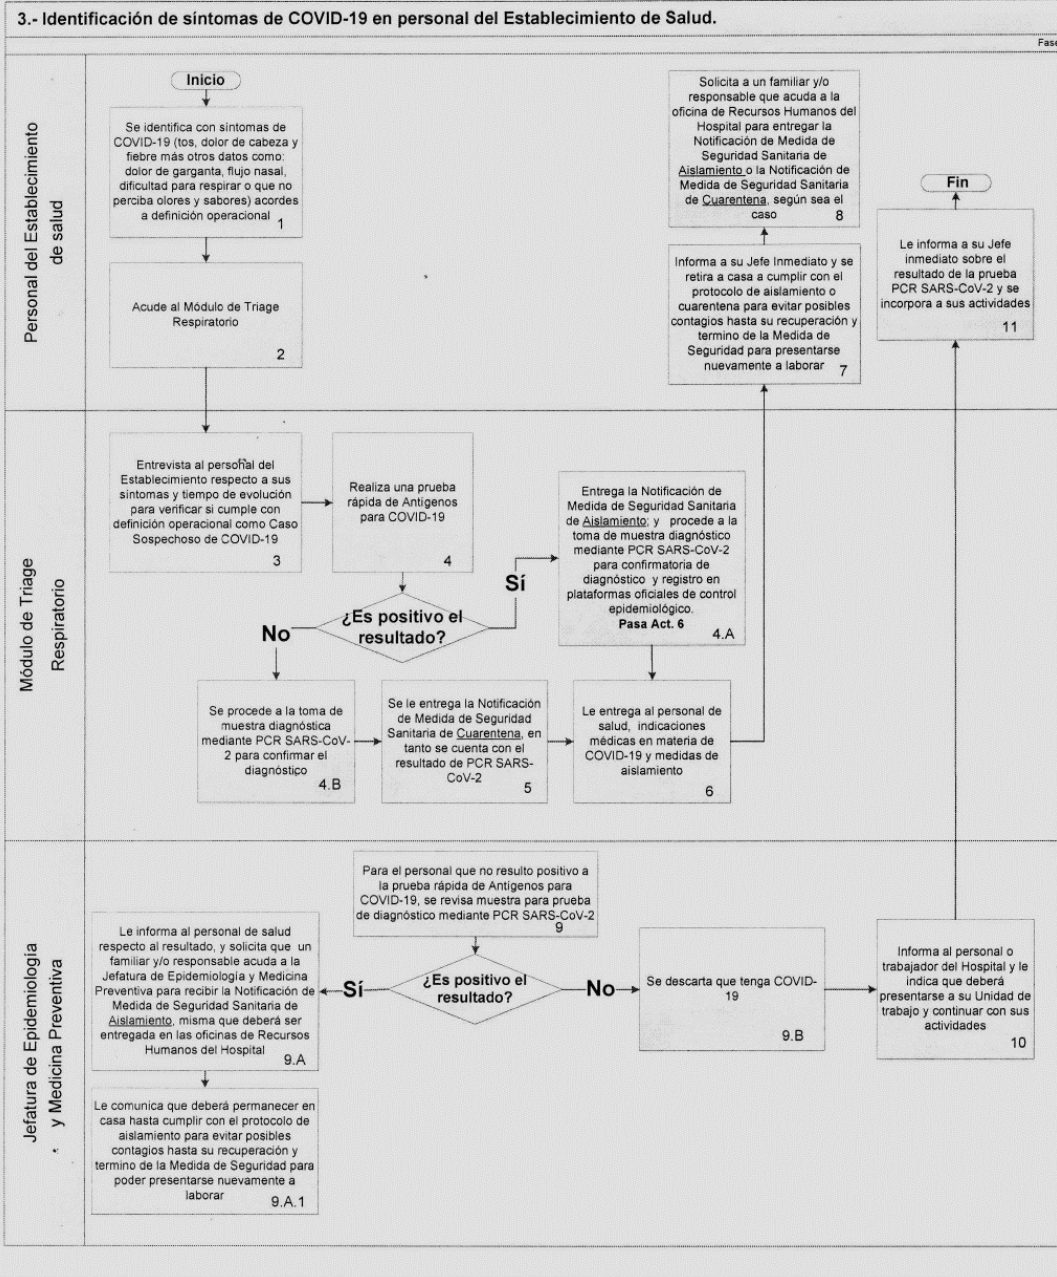 3.- Identificación de síntomas de COVID-19 en personal del Establecimiento de Salud.
Fase
Personal del Establecimiento
de salud
Inicio
Se identifica con síntomas de
COVID-19 (tos, dolor de cabeza y
fiebre más otros datos como:
dolor de garganta, flujo nasal,
dificultad para respirar o que no
perciba olores y sabores) acordes
a definición operacional
1
Acude al Módulo de Triage
Respiratorio
2
Solicita a un familiar y/o
responsable que acuda a la
oficina de Recursos Humanos del
Hospital para entregar la
Notificación de Medida de
Seguridad Sanitaria de
Aislamiento o la Notificación de
Medida de Seguridad Sanitaria
de Cuarentena, según sea el
caso
8
Informa a su Jefe Inmediato y se
retira a casa a cumplir con el
protocolo de aislamiento o
cuarentena para evitar posibles
contagios hasta su recuperación y
termino de la Medida de
Seguridad para presentarse
nuevamente a laborar
7
Fin
Le informa a su Jefe
inmediato sobre el
resultado de la prueba
PCR SARS-CoV-2 y se
incorpora a sus actividades
11
Módulo de Triage
Respiratorio
Entrevista al personal del
Establecimiento respecto a sus
síntomas y tiempo de evolución
para verificar si cumple con
definición operacional como Caso
Sospechoso de COVID-19
3
Realiza una prueba
rápida de Antígenos
para COVID-19
4
¿Es positivo el
resultado?
Sí
No
Entrega la Notificación de
Medida de Seguridad Sanitaria
de Aislamiento; y procede a la
toma de muestra diagnóstico
mediante PCR SARS-CoV-2
para confirmatoria de
diagnóstico y registro en
plataformas oficiales de control
epidemiológico.
Pasa Act. 6
4.A
Se procede a la toma de
muestra diagnóstica
mediante PCR SARS-CoV-
2 para confirmar el
diagnóstico
4.B
Se le entrega la Notificación
de Medida de Seguridad
Sanitaria de Cuarentena, en
tanto se cuenta con el
resultado de PCR SARS-
CoV-2
5
Le entrega al personal de
salud, indicaciones
médicas en materia de
COVID-19 y medidas de
aislamiento
6
Jefatura de Epidemiología
y Medicina Preventiva
Para el personal que no resulto positivo a
la prueba rápida de Antígenos para
COVID-19, se revisa muestra para prueba
de diagnóstico mediante PCR SARS-CoV-2
9
¿Es positivo el
resultado?
Sí
No
Le informa al personal de salud
respecto al resultado, y solicita que un
familiar y/o responsable acuda a la
Jefatura de Epidemiología y Medicina
Preventiva para recibir la Notificación de
Medida de Seguridad Sanitaria de
Aislamiento, misma que deberá ser
entregada en las oficinas de Recursos
Humanos del Hospital
9.A
Le comunica que deberá permanecer en
casa hasta cumplir con el protocolo de
aislamiento para evitar posibles
contagios hasta su recuperación y
termino de la Medida de Seguridad para
poder presentarse nuevamente a
laborar
9.A.1
Se descarta que tenga COVID-
19
9.B
Informa al personal o
trabajador del Hospital y le
indica que deberá
presentarse a su Unidad de
trabajo y continuar con sus
actividades
10